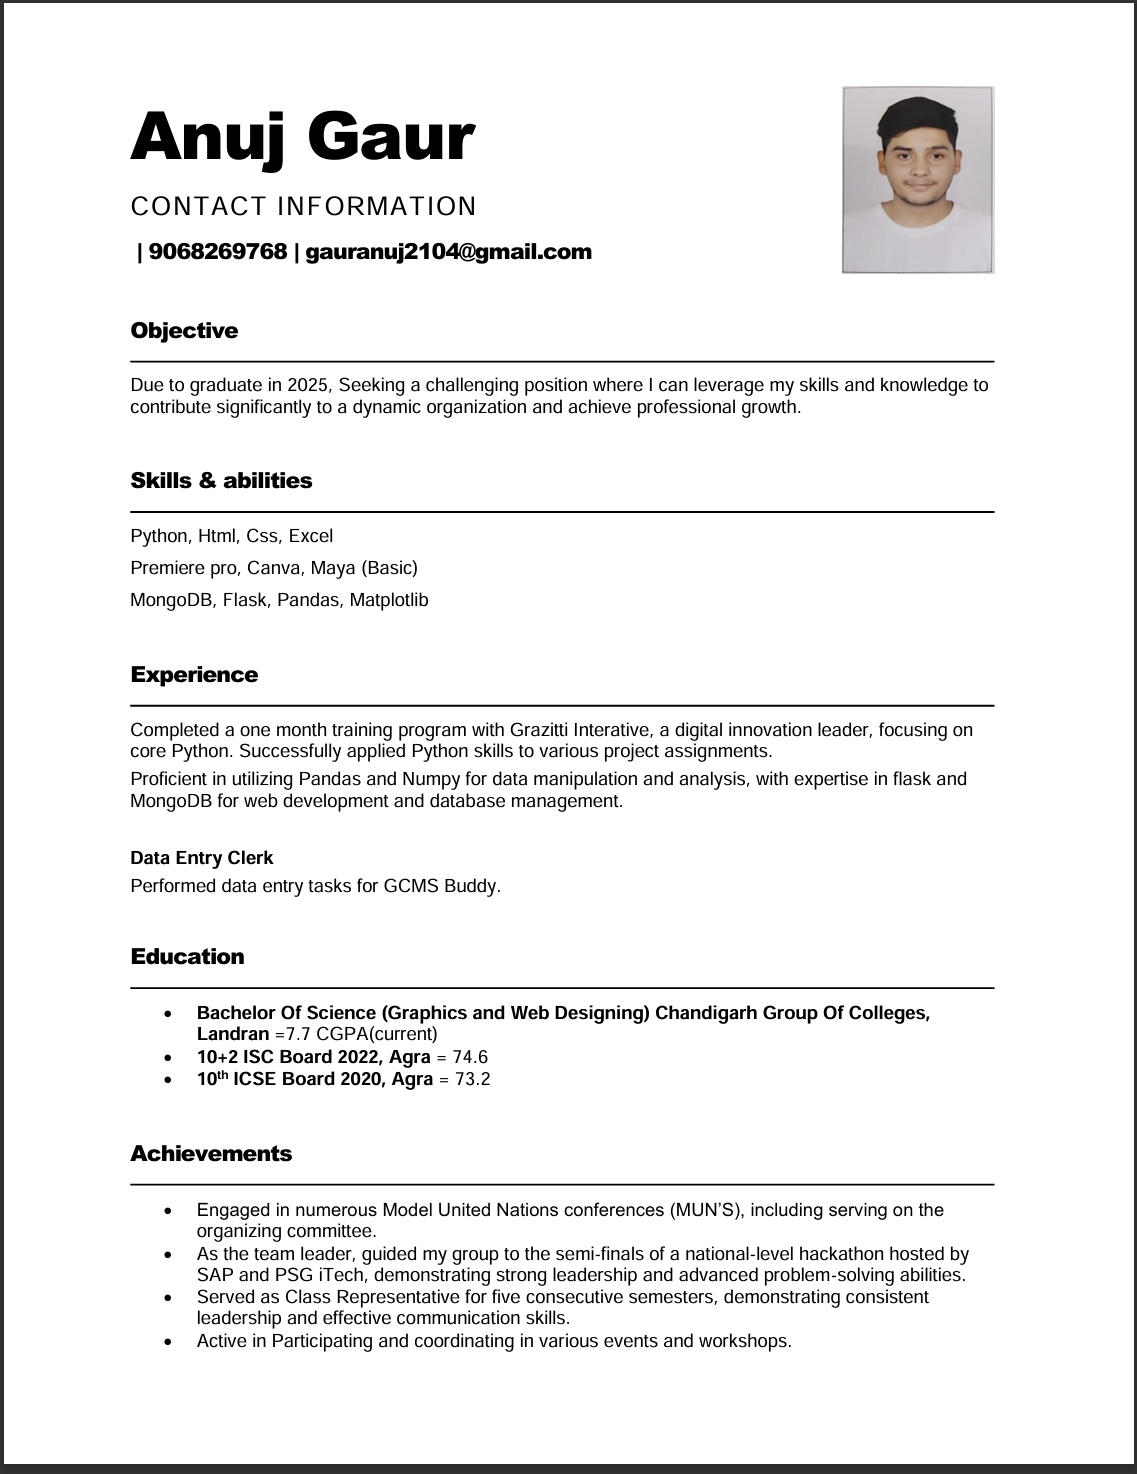 Anuj Gaur
CONTACT INFORMATION
| 9068269768 | gauranuj2104@gmail.com
Objective
Due to graduate in 2025, Seeking a challenging position where I can leverage my skills and knowledge to
contribute significantly to a dynamic organization and achieve professional growth.
Skills & abilities
Python, Html, Css, Excel
Premiere pro, Canva, Maya (Basic)
MongoDB, Flask, Pandas, Matplotlib
Experience
Completed a one month training program with Grazitti Interative, a digital innovation leader, focusing on
core Python. Successfully applied Python skills to various project assignments.
Proficient in utilizing Pandas and Numpy for data manipulation and analysis, with expertise in flask and
MongoDB for web development and database management.
Data Entry Clerk
Performed data entry tasks for GCMS Buddy.
Education
• Bachelor Of Science (Graphics and Web Designing) Chandigarh Group Of Colleges,
Landran =7.7 CGPA(current)
• 10+2 ISC Board 2022, Agra = 74.6
• 10th ICSE Board 2020, Agra = 73.2
Achievements
• Engaged in numerous Model United Nations conferences (MUN’S), including serving on the
organizing committee.
• As the team leader, guided my group to the semi-finals of a national-level hackathon hosted by
SAP and PSG iTech, demonstrating strong leadership and advanced problem-solving abilities.
• Served as Class Representative for five consecutive semesters, demonstrating consistent
leadership and effective communication skills.
• Active in Participating and coordinating in various events and workshops.